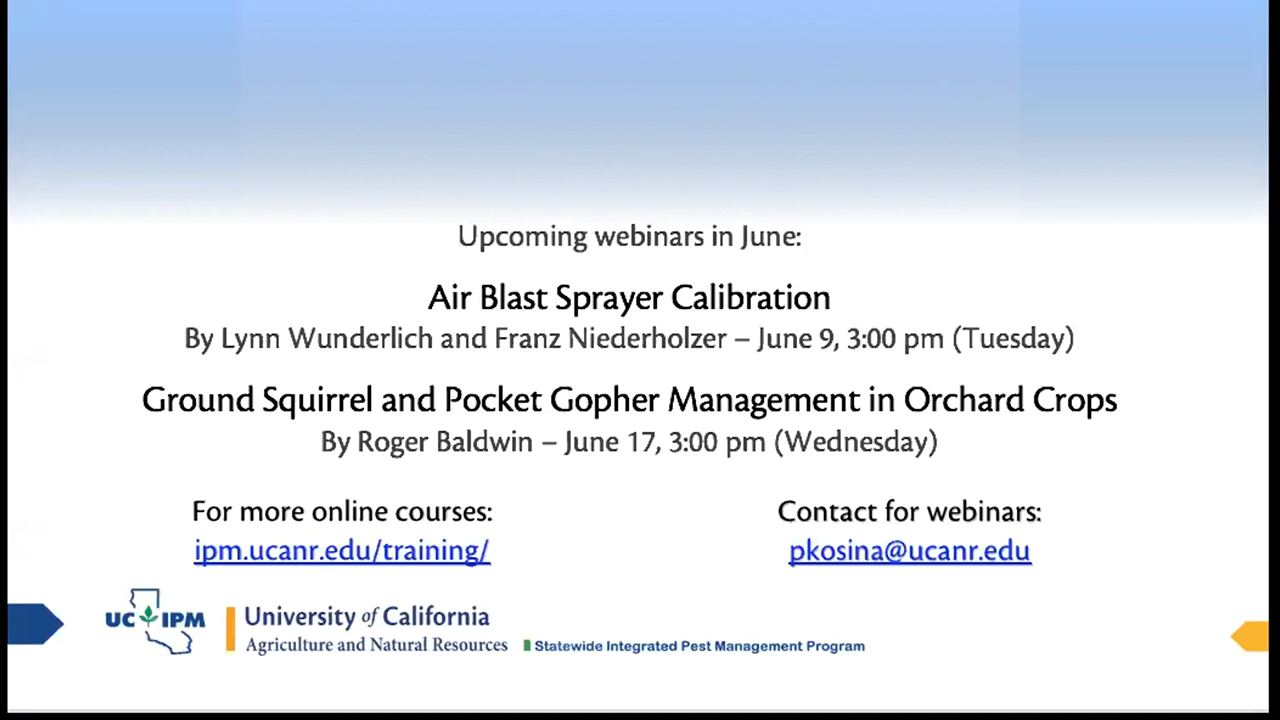 Upcoming webinars in June:
Air Blast Sprayer Calibration
By Lynn Wunderlich and Franz Niederholzer – June 9, 3:00 pm (Tuesday)
Ground Squirrel and Pocket Gopher Management in Orchard Crops
By Roger Baldwin – June 17, 3:00 pm (Wednesday)
For more online courses:
ipm.ucanr.edu/training/
Contact for webinars:
pkosina@ucanr.edu
UC IPM
University of California
Agriculture and Natural Resources
Statewide Integrated Pest Management Program